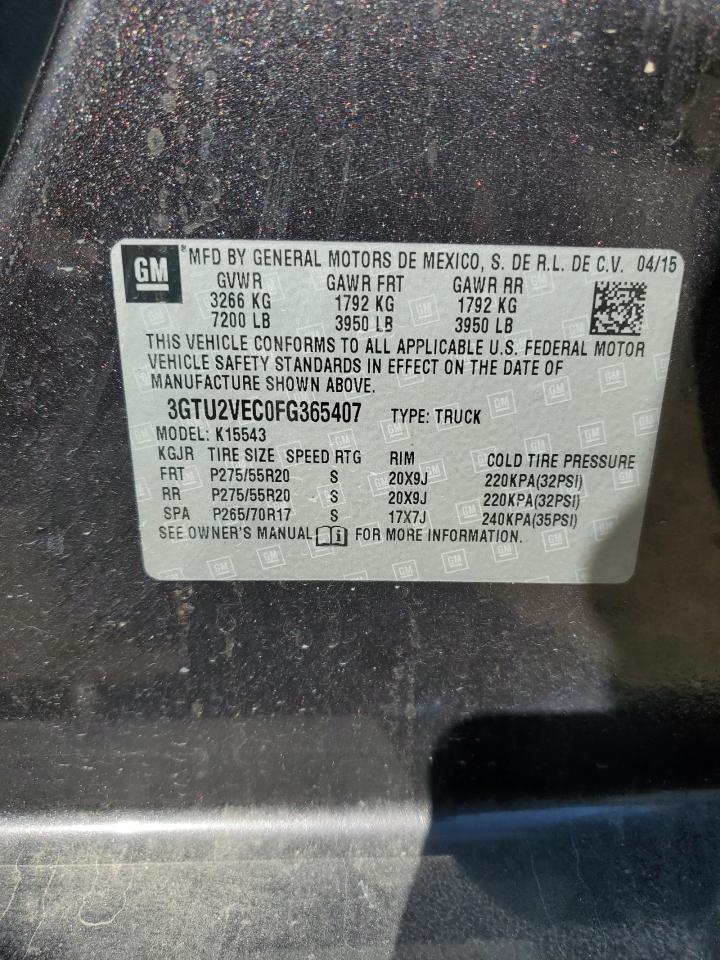 GM ® MFD BY GENERAL MOTORS DE MEXICO, S. DE R.L. DE C.V. 04/15
GVWR GAWR FRT GAWR RR
3266 KG 1792 KG 1792 KG
7200 LB 3950 LB 3950 LB
THIS VEHICLE CONFORMS TO ALL APPLICABLE U.S. FEDERAL MOTOR
VEHICLE SAFETY STANDARDS IN EFFECT ON THE DATE OF
MANUFACTURE SHOWN ABOVE.
3GTU2VEC0FG365407 TYPE: TRUCK
MODEL: K15543
KGJR TIRE SIZE SPEED RTG RIM COLD TIRE PRESSURE
FRT P275/55R20 S 20X9J 220KPA(32PSI)
RR P275/55R20 S 20X9J 220KPA(32PSI)
SPA P265/70R17 S 17X7J 240KPA(35PSI)
SEE OWNER'S MANUAL FOR MORE INFORMATION.